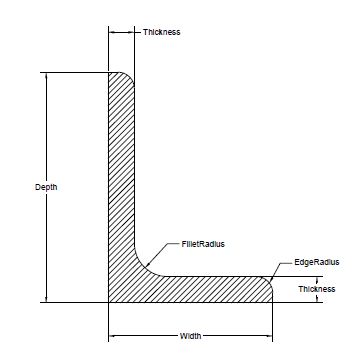 Thickness
Depth
FilletRadius
EdgeRadius
Thickness
Width